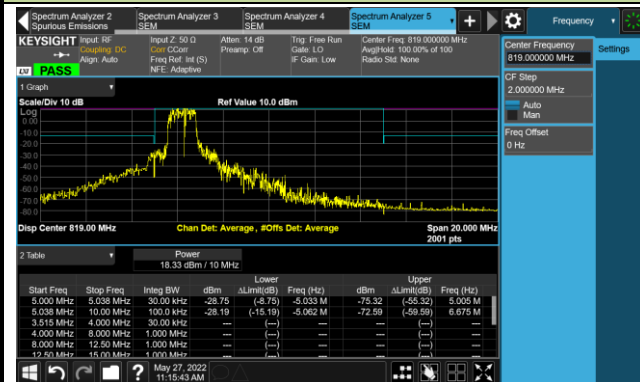 Spectrum Analyzer 2
Spurious Emissions
Spectrum Analyzer 3
SEM
Spectrum Analyzer 4
SEM
Spectrum Analyzer 5
SEM
Frequency
KEYSIGHT
Input: RF
Coupling: DC
Align: Auto
Input Z: 50 Ω
Corr CCorr
Freq Ref: Int (S)
NFE: Adaptive
Atten: 14 dB
Preamp: Off
Trig: Free Run
Gate: LO
IF Gain: Low
Center Freq: 819.000000 MHz
Avg|Hold: 100.00% of 100
Radio Std: None
PASS
Center Frequency
819.000000 MHz
Settings
CF Step
2.000000 MHz
Auto
Man
Freq Offset
0 Hz
1 Graph
Scale/Div 10 dB
Ref Value 10.0 dBm
Log
0.00
-10.0
-20.0
-30.0
-40.0
-50.0
-60.0
-70.0
-80.0
Disp Center 819.00 MHz
Chan Det: Average , #Offs Det: Average
Span 20.000 MHz
2001 pts
2 Table
Power
18.33 dBm / 10 MHz
Lower Upper
Start Freq Stop Freq Integ BW dBm ΔLimit(dB) Freq (Hz) dBm ΔLimit(dB) Freq (Hz)
5.000 MHz 5.038 MHz 30.00 kHz -28.75 (-8.75) -5.033 M -75.32 (-55.32) 5.005 M
5.038 MHz 10.00 MHz 100.0 kHz -28.19 (-15.19) -5.062 M -72.59 (-59.59) 6.675 M
3.515 MHz 4.000 MHz 30.00 kHz --- (---) --- --- (---) ---
4.000 MHz 8.000 MHz 1.000 MHz --- (---) --- --- (---) ---
8.000 MHz 12.50 MHz 1.000 MHz --- (---) --- --- (---) ---
12.50 MHz 15.00 MHz 1.000 MHz --- (---) --- --- (---) ---
May 27, 2022
11:15:43 AM